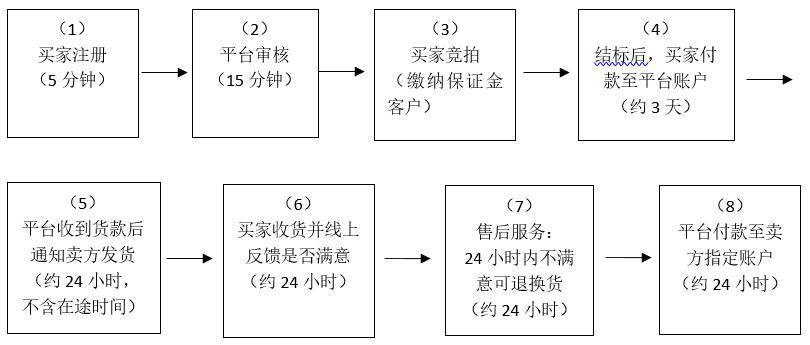 （1）
买家注册
（5 分钟）
（2）
平台审核
（15分钟）
（3）
买家竞拍
（缴纳保证金
客户）
（4）
结标后，买家付
款至平台账户
（约 3 天）
（5）
平台收到货款后
通知卖方发货
（约 24 小时，
不含在途时间）
（6）
买家收货并线上
反馈是否满意
（约 24 小时）
（7）
售后服务：
24 小时内不满
意可退换货
（约 24 小时）
（8）
平台付款至卖
方指定账户
（约 24 小时）